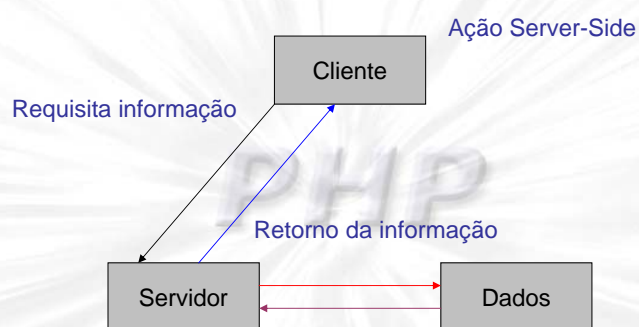 Ação Server-Side
Cliente
Requisita informação
PHP
Retorno da informação
Servidor
Dados